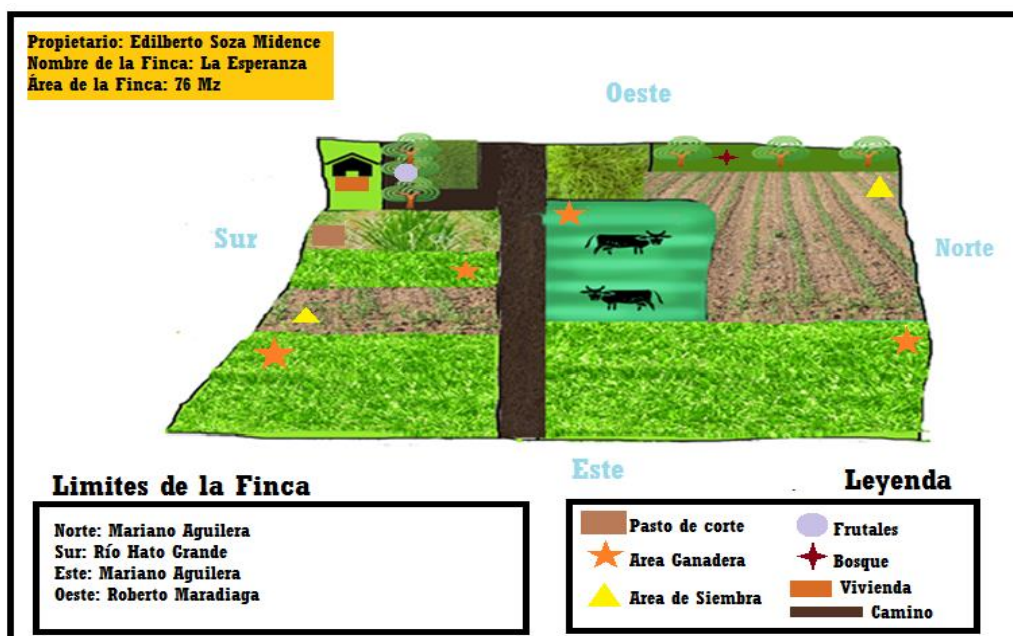 Propietario: Edilberto Soza Midence
Nombre de la Finca: La Esperanza
Área de la Finca: 76 Mz
Oeste
Sur
Norte
Este
Limites de la Finca
Norte: Mariano Aguilera
Sur: Río Hato Grande
Este: Mariano Aguilera
Oeste: Roberto Maradiaga
Leyenda
Pasto de corte
Frutales
Area Ganadera
Bosque
Area de Siembra
Vivienda
Camino